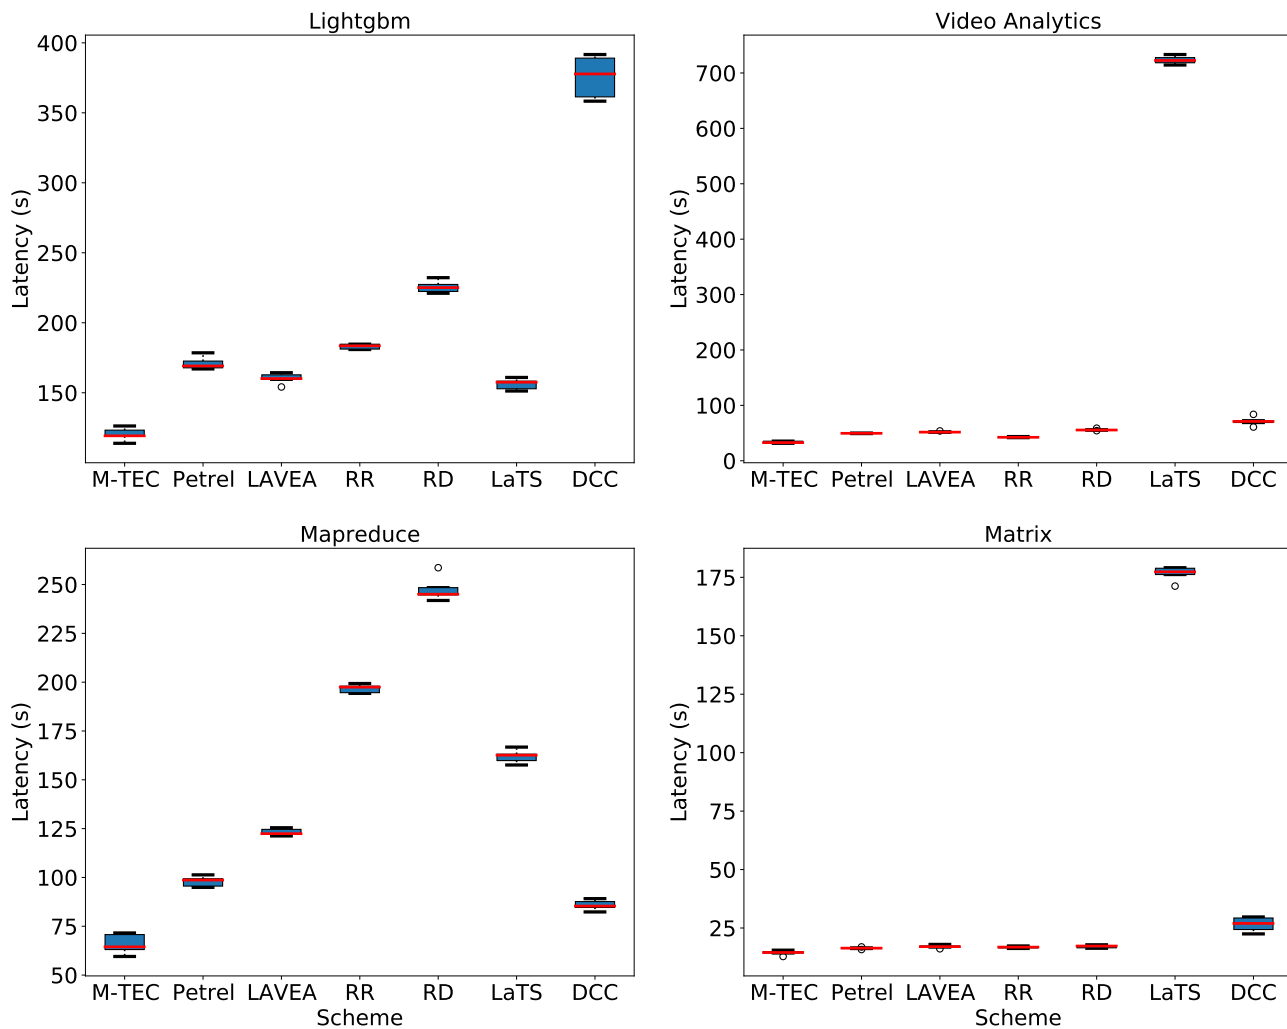 Lightgbm
Latency (s)
400
350
300
250
200
150
M-TEC Petrel LAVEA RR RD LaTS DCC
Video Analytics
Latency (s)
700
600
500
400
300
200
100
0
M-TEC Petrel LAVEA RR RD LaTS DCC
Mapreduce
Latency (s)
250
225
200
175
150
125
100
75
50
M-TEC Petrel LAVEA RR RD LaTS DCC
Scheme
Matrix
Latency (s)
175
150
125
100
75
50
25
M-TEC Petrel LAVEA RR RD LaTS DCC
Scheme